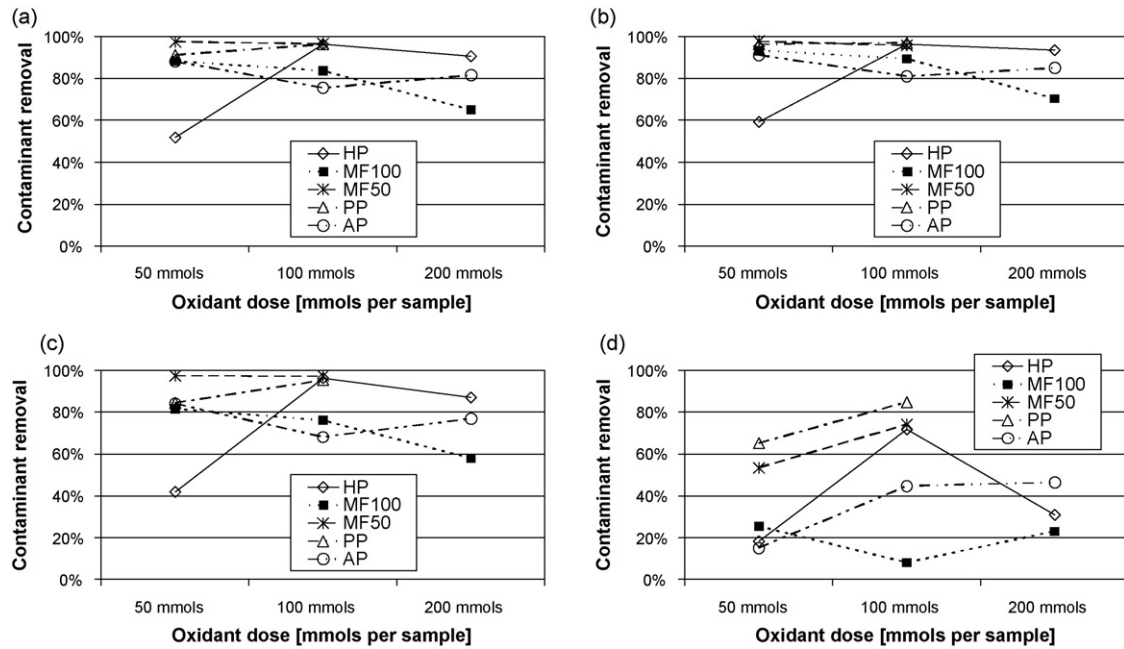 (a)
Contaminant removal
100%
80%
60%
40%
20%
0%
HP
MF100
MF50
PP
AP
50 mmols 100 mmols 200 mmols
Oxidant dose [mmols per sample]
(b)
Contaminant removal
100%
80%
60%
40%
20%
0%
HP
MF100
MF50
PP
AP
50 mmols 100 mmols 200 mmols
Oxidant dose [mmols per sample]
(c)
Contaminant removal
100%
80%
60%
40%
20%
0%
HP
MF100
MF50
PP
AP
50 mmols 100 mmols 200 mmols
Oxidant dose [mmols per sample]
(d)
Contaminant removal
100%
80%
60%
40%
20%
0%
HP
MF100
MF50
PP
AP
50 mmols 100 mmols 200 mmols
Oxidant dose [mmols per sample]